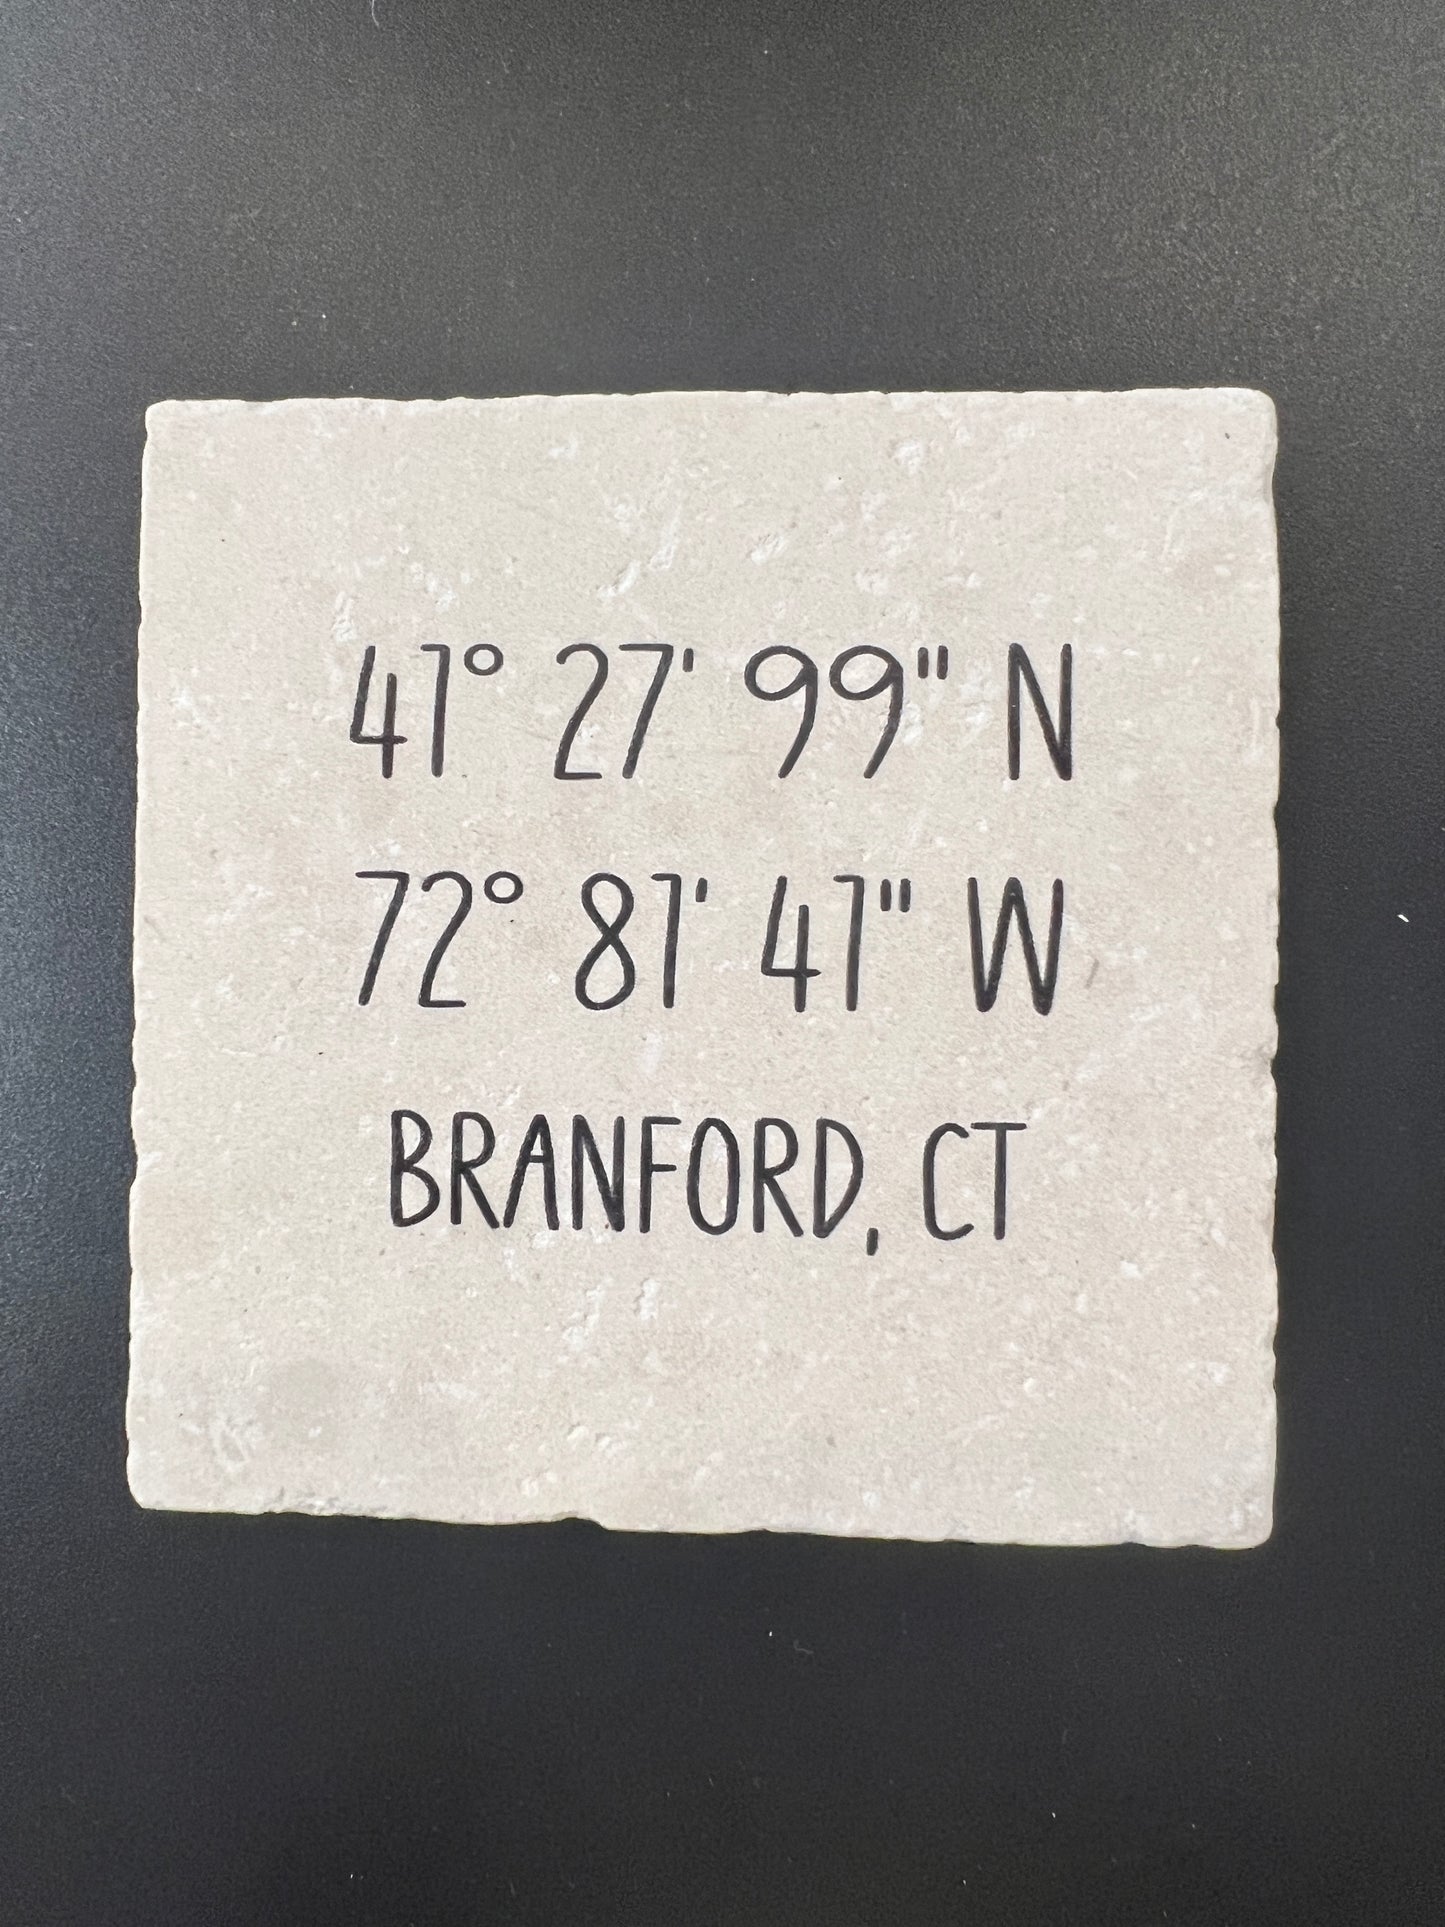 41° 27' 99" N
72° 81' 41" W
BRANFORD, CT